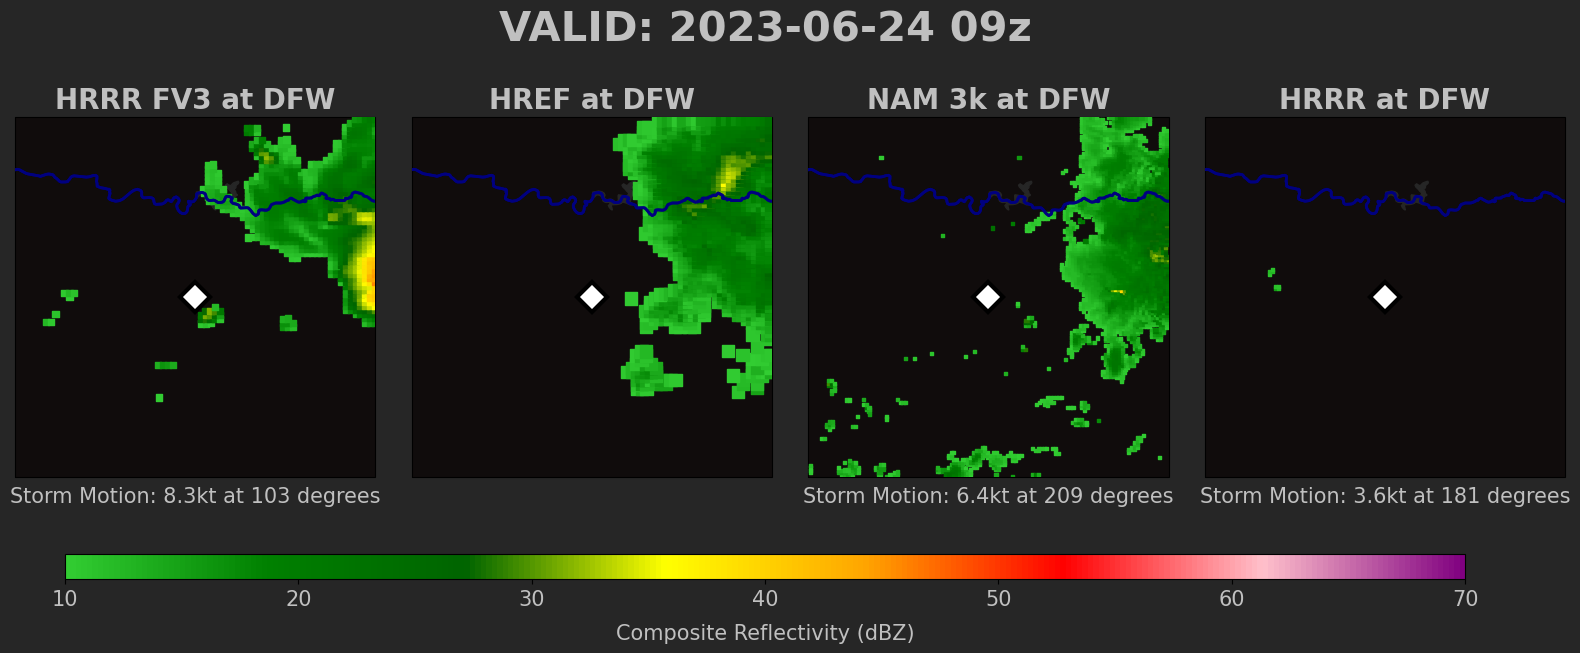 VALID: 2023-06-24 09z
HRRR FV3 at DFW
HREF at DFW
NAM 3k at DFW
HRRR at DFW
Storm Motion: 8.3kt at 103 degrees
Storm Motion: 6.4kt at 209 degrees
Storm Motion: 3.6kt at 181 degrees
10 20 30 40 50 60 70
Composite Reflectivity (dBZ)